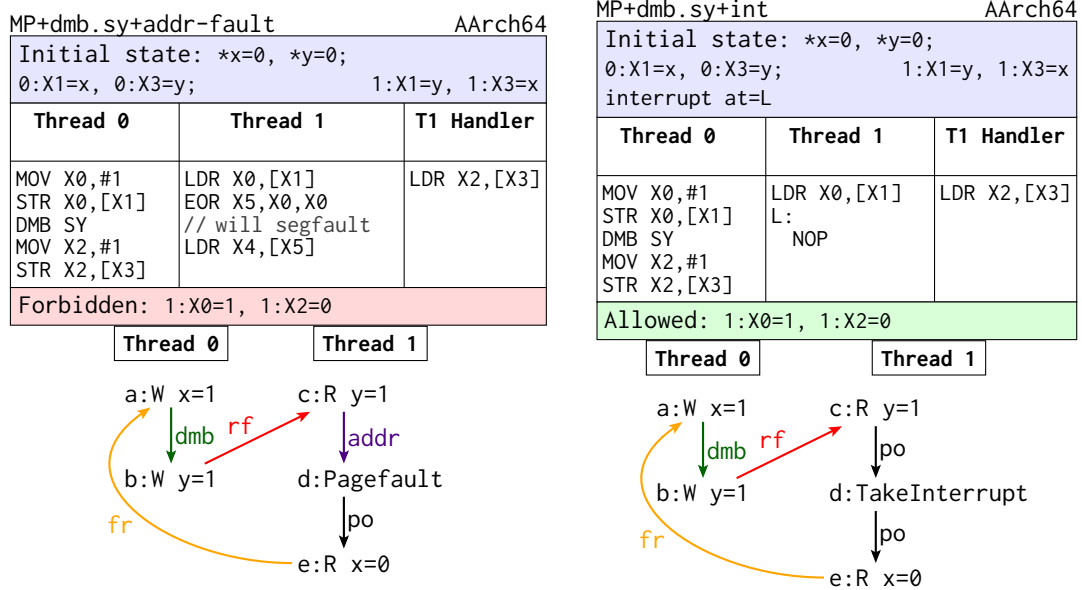 MP+dmb.sy+addr-fault AArch64
Initial state: *x=0, *y=0;
0:X1=x, 0:X3=y; 1:X1=y, 1:X3=x
Thread 0 Thread 1 T1 Handler
MOV X0,#1 LDR X0,[X1] LDR X2,[X3]
STR X0,[X1] EOR X5,X0,X0
DMB SY // will segfault
MOV X2,#1 LDR X4,[X5]
STR X2,[X3]
Forbidden: 1:X0=1, 1:X2=0
Thread 0 Thread 1
a:W x=1 c:R y=1
dmb rf addr
b:W y=1 d:Pagefault
fr po
e:R x=0
MP+dmb.sy+int AArch64
Initial state: *x=0, *y=0;
0:X1=x, 0:X3=y; 1:X1=y, 1:X3=x
interrupt at=L
Thread 0 Thread 1 T1 Handler
MOV X0,#1 LDR X0,[X1] LDR X2,[X3]
STR X0,[X1] L:
DMB SY NOP
MOV X2,#1
STR X2,[X3]
Allowed: 1:X0=1, 1:X2=0
Thread 0 Thread 1
a:W x=1 c:R y=1
dmb rf po
b:W y=1 d:TakeInterrupt
fr po
e:R x=0